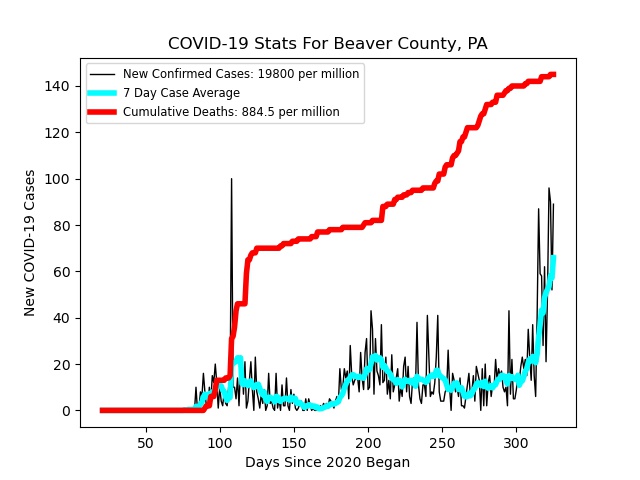 COVID-19 Stats For Beaver County, PA
New Confirmed Cases: 19800 per million
7 Day Case Average
Cumulative Deaths: 884.5 per million
New COVID-19 Cases
140
120
100
80
60
40
20
0
50
100
150
200
250
300
Days Since 2020 Began